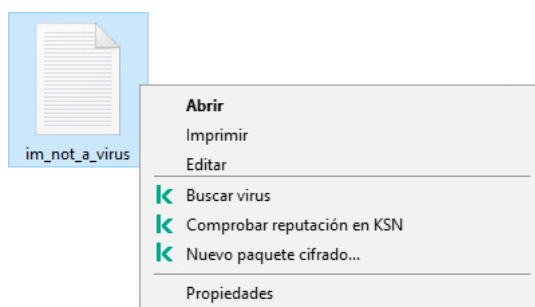 im_not_a_virus
Abrir
Imprimir
Editar
Buscar virus
Comprobar reputación en KSN
Nuevo paquete cifrado...
Propiedades